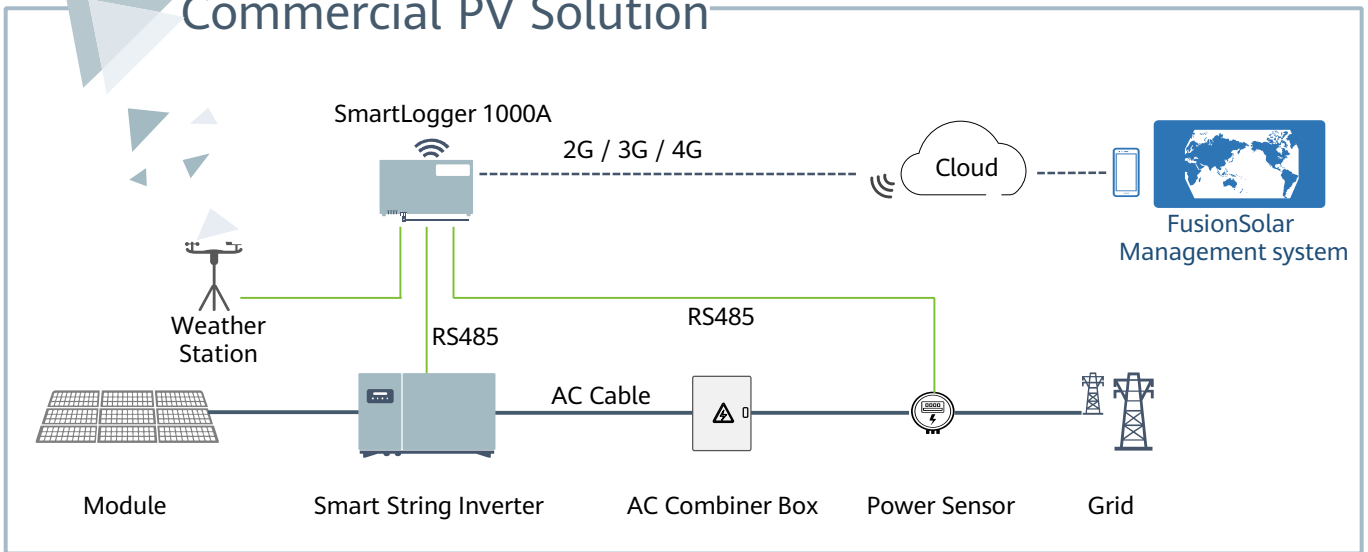 Commercial PV Solution
SmartLogger 1000A
2G / 3G / 4G
Cloud
FusionSolar
Management system
Weather
Station
RS485
RS485
AC Cable
Module
Smart String Inverter
AC Combiner Box
Power Sensor
Grid